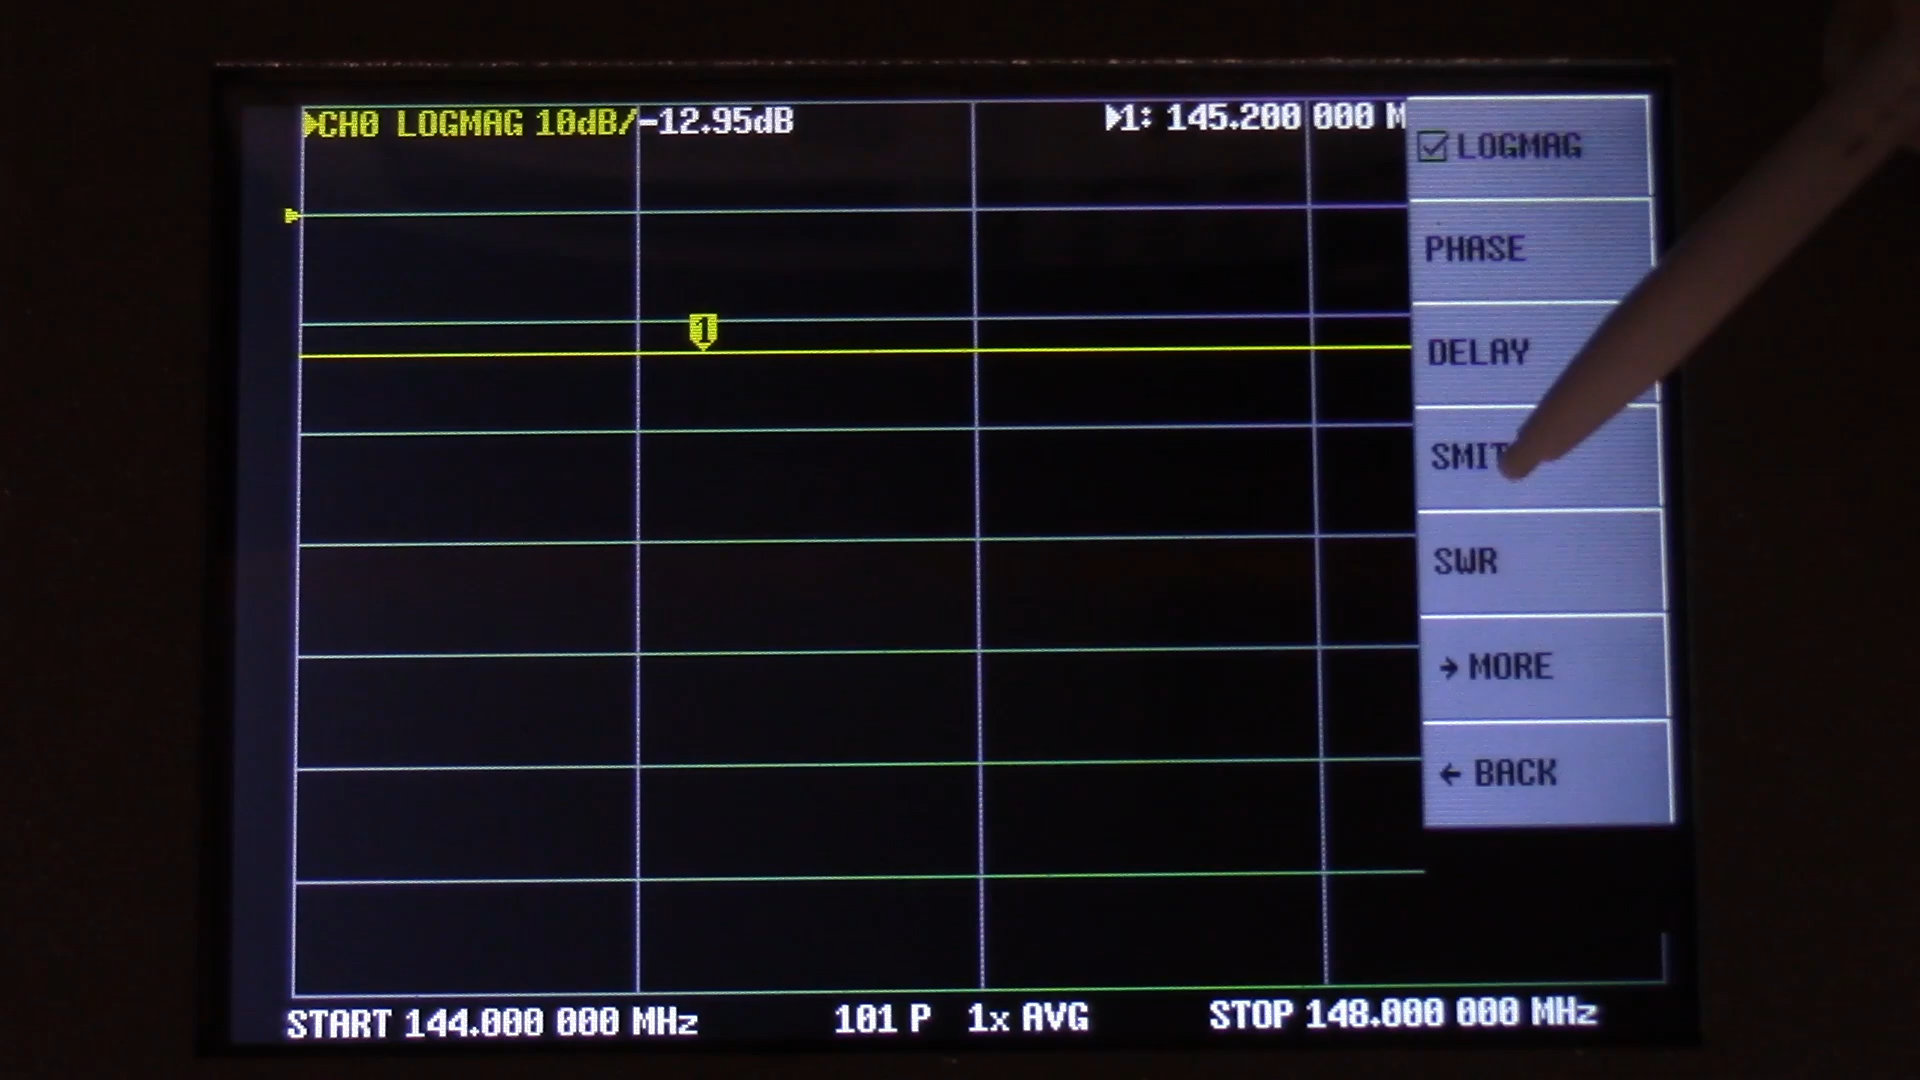 CH0 LOGMAG 10dB/-12.95dB
1: 145.200 000 M
LOGMAG
PHASE
1
DELAY
SMIT
SWR
→ MORE
← BACK
START 144.000 000 MHz 101 P 1x AVG STOP 148.000 000 MHz